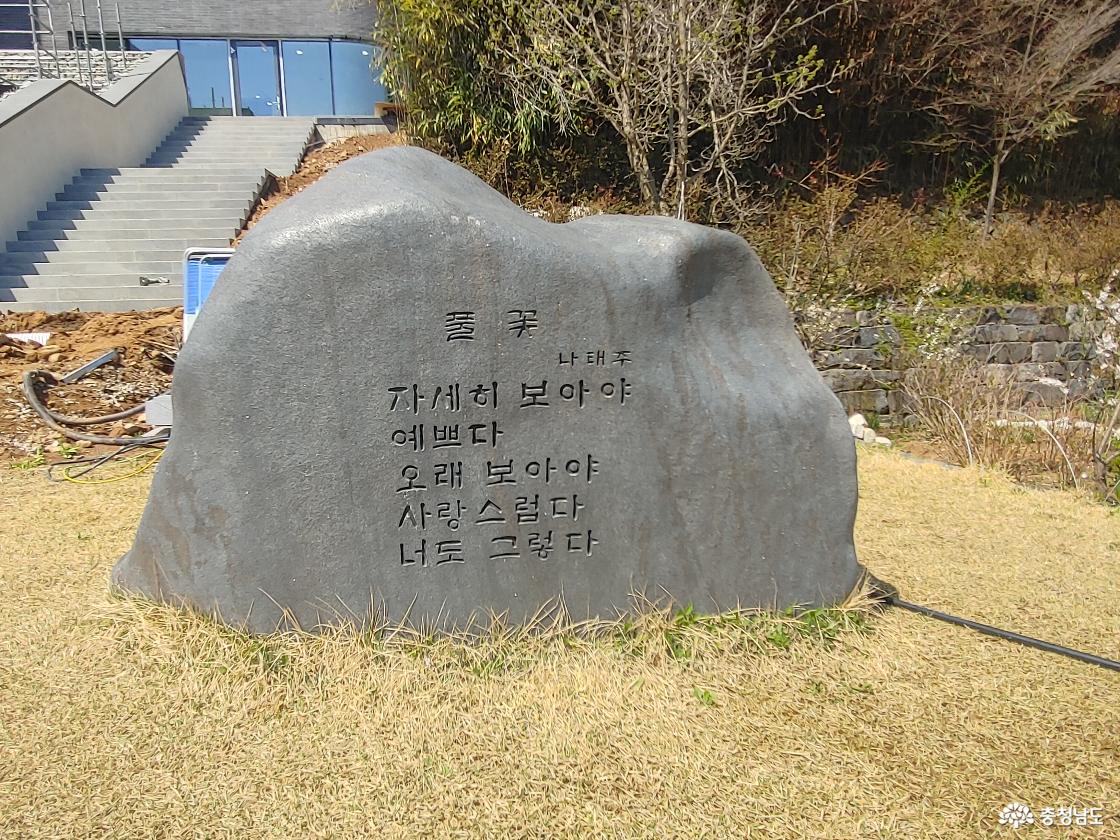 풀꽃
나태주
자세히 보아야
예쁘다
오래 보아야
사랑스럽다
너도 그렇다
충청남도